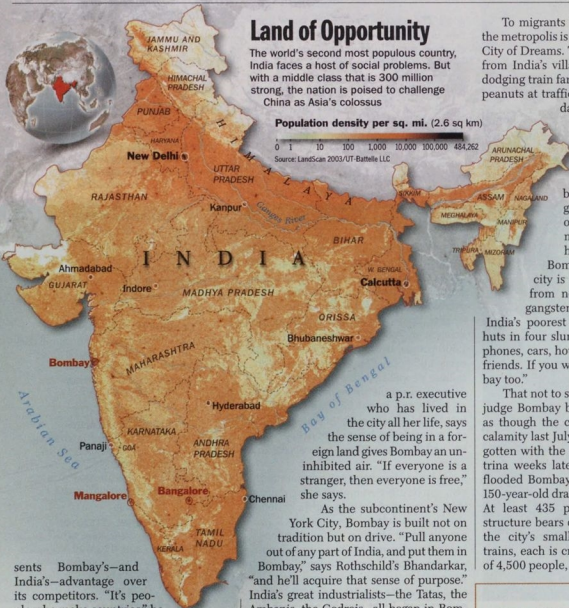 Land of Opportunity
The world's second most populous country,
India faces a host of social problems. But
with a middle class that is 300 million
strong, the nation is poised to challenge
China as Asia's colossus
Population density per sq. mi. (2.6 sq km)
0 1 10 100 1,000 10,000 100,000 484,262
Source: LandScan 2003/UT-Battelle LLC
JAMMU AND
KASHMIR
HIMACHAL
PRADESH
PUNJAB
HARYANA
New Delhi
HIMALAYA
UTTAR
PRADESH
RAJASTHAN
Kanpur
Ganges River
SIKKIM
ARUNACHAL
PRADESH
ASSAM
NAGALAND
MEGHALAYA
MANIPUR
TRIPURA
MIZORAM
BIHAR
INDIA
Ahmadabad
GUJARAT
Indore
MADHYA PRADESH
W. BENGAL
Calcutta
ORISSA
Bhubaneshwar
Bombay
MAHARASHTRA
Hyderabad
Bay of Bengal
Arabian Sea
KARNATAKA
Panaji
GOA
ANDHRA
PRADESH
Mangalore
Bangalore
Chennai
TAMIL
NADU
KERALA
To migrants
the metropolis is
City of Dreams.
from India's vill
dodging train far
peanuts at traffic
da
b
g
o
n
h
Bom
city is
from n
gangster
India's poorest
huts in four slum
phones, cars, hou
friends. If you w
bay too."
That not to s
judge Bombay b
as though the c
calamity last July
gotten with the
trina weeks late
flooded Bombay
150-year-old dra
At least 435 p
structure bears
the city's small
trains, each is cr
of 4,500 people,
a p.r. executive
who has lived in
the city all her life, says
the sense of being in a for-
eign land gives Bombay an un-
inhibited air. "If everyone is a
stranger, then everyone is free,"
she says.
As the subcontinent's New
York City, Bombay is built not on
tradition but on drive. "Pull anyone
out of any part of India, and put them in
Bombay," says Rothschild's Bhandarkar,
"and he'll acquire that sense of purpose."
India's great industrialists—the Tatas, the
sents Bombay's—and
India's—advantage over
its competitors. "It's peo-